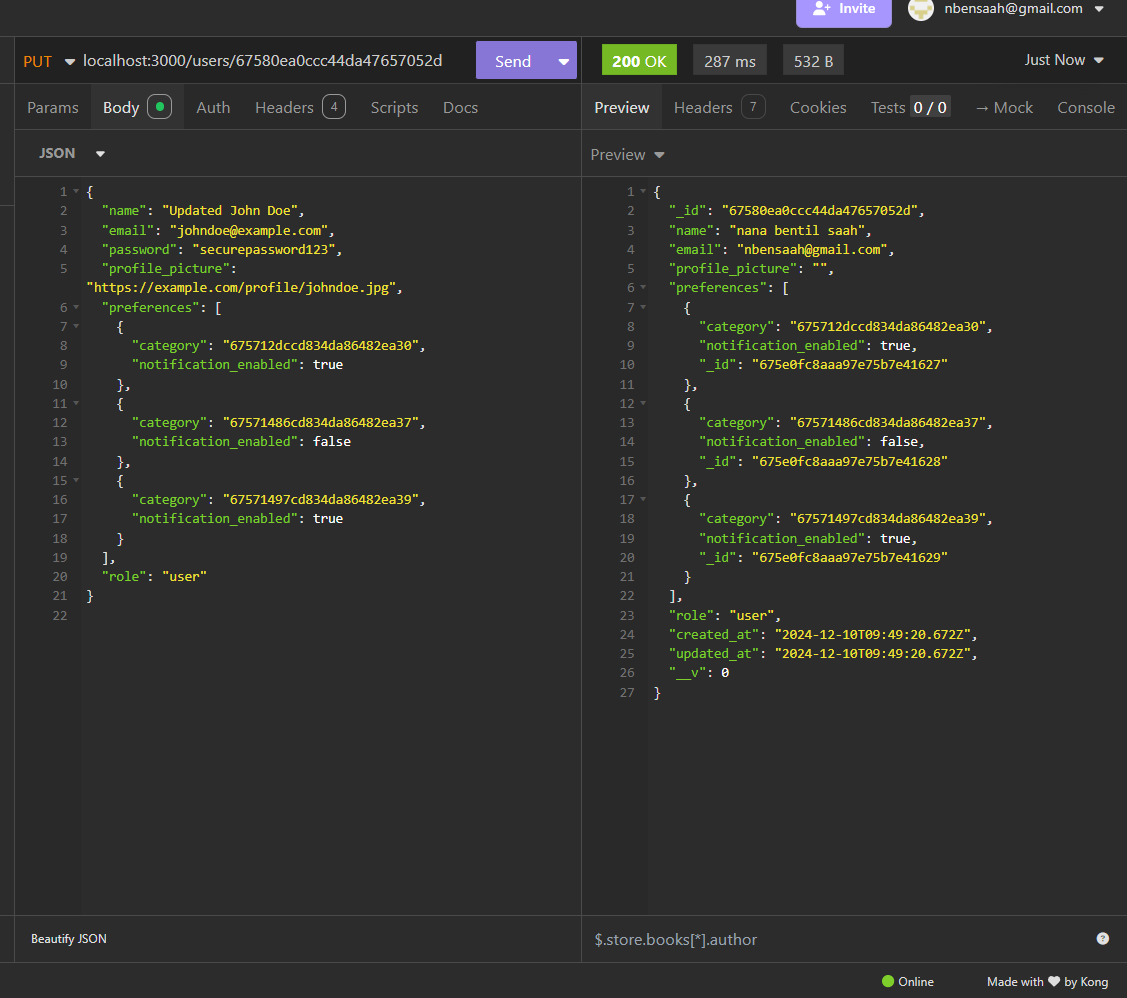 Invite nbensaah@gmail.com
PUT localhost:3000/users/67580ea0ccc44da47657052d Send 200 OK 287 ms 532 B Just Now
Params Body Auth Headers 4 Scripts Docs
Preview Headers 7 Cookies Tests 0 / 0 → Mock Console
JSON
Preview
1 {
2 "name": "Updated John Doe",
3 "email": "johndoe@example.com",
4 "password": "securepassword123",
5 "profile_picture":
"https://example.com/profile/johndoe.jpg",
6 "preferences": [
7 {
8 "category": "675712dccd834da86482ea30",
9 "notification_enabled": true
10 },
11 {
12 "category": "67571486cd834da86482ea37",
13 "notification_enabled": false
14 },
15 {
16 "category": "67571497cd834da86482ea39",
17 "notification_enabled": true
18 }
19 ],
20 "role": "user"
21 }
22
1 {
2 "_id": "67580ea0ccc44da47657052d",
3 "name": "nana bentil saah",
4 "email": "nbensaah@gmail.com",
5 "profile_picture": "",
6 "preferences": [
7 {
8 "category": "675712dccd834da86482ea30",
9 "notification_enabled": true,
10 "_id": "675e0fc8aaa97e75b7e41627"
11 },
12 {
13 "category": "67571486cd834da86482ea37",
14 "notification_enabled": false,
15 "_id": "675e0fc8aaa97e75b7e41628"
16 },
17 {
18 "category": "67571497cd834da86482ea39",
19 "notification_enabled": true,
20 "_id": "675e0fc8aaa97e75b7e41629"
21 }
22 ],
23 "role": "user",
24 "created_at": "2024-12-10T09:49:20.672Z",
25 "updated_at": "2024-12-10T09:49:20.672Z",
26 "__v": 0
27 }
Beautify JSON
$.store.books[*].author ?
Online Made with ❤ by Kong